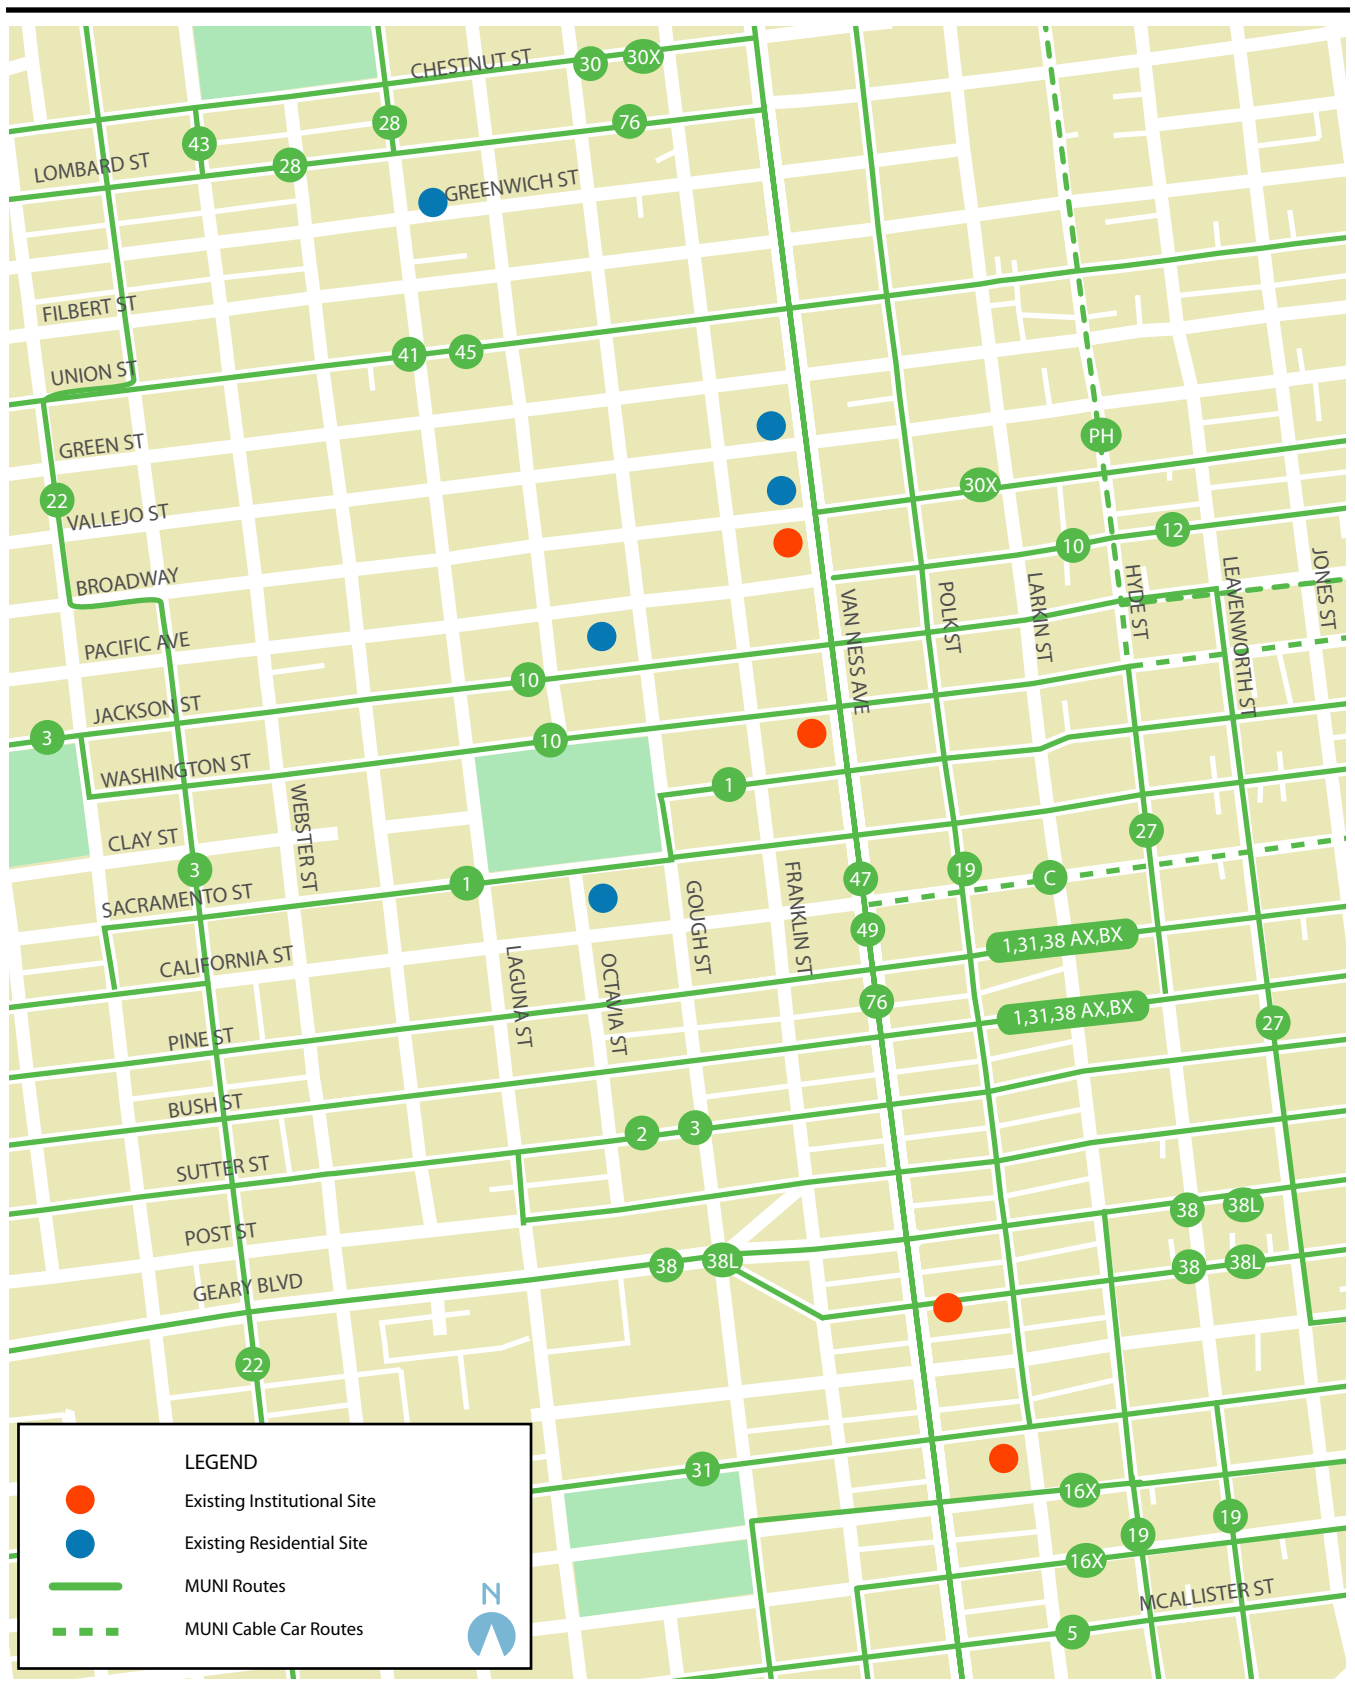 CHESTNUT ST
30
30X
28
76
43
LOMBARD ST
28
GREENWICH ST
FILBERT ST
41
45
UNION ST
GREEN ST
PH
22
30X
VALLEJO ST
10
12
BROADWAY
PACIFIC AVE
VAN NESS AVE
POLK ST
LARKIN ST
HYDE ST
LEAVENWORTH ST
JONES ST
10
JACKSON ST
3
10
WASHINGTON ST
1
WEBSTER ST
CLAY ST
27
3
1
47
19
C
SACRAMENTO ST
GOUGH ST
FRANKLIN ST
49
1,31,38 AX,BX
CALIFORNIA ST
LAGUNA ST
OCTAVIA ST
76
1,31,38 AX,BX
27
PINE ST
BUSH ST
2
3
SUTTER ST
38
38L
POST ST
38
38L
38
38L
GEARY BLVD
22
31
16X
19
19
16X
MCALLISTER ST
5
LEGEND
Existing Institutional Site
Existing Residential Site
MUNI Routes
MUNI Cable Car Routes
N